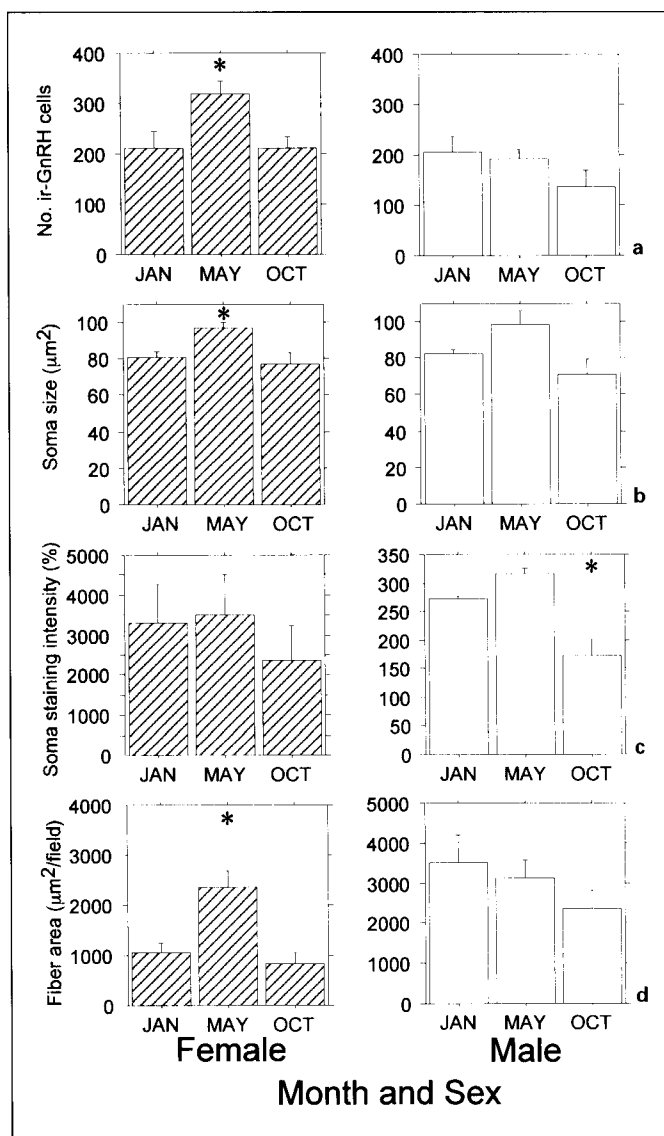 No. ir-GnRH cells
400
300
200
100
0
*
JAN MAY OCT
400
300
200
100
0
JAN MAY OCT
a
Soma size (μm²)
100
80
60
40
20
0
*
JAN MAY OCT
100
80
60
40
20
0
JAN MAY OCT
b
Soma staining intensity (%)
5000
4000
3000
2000
1000
0
JAN MAY OCT
350
300
250
200
150
100
50
0
*
JAN MAY OCT
c
Fiber area (μm²/field)
4000
3000
2000
1000
0
*
JAN MAY OCT
5000
4000
3000
2000
1000
0
JAN MAY OCT
d
Female Male
Month and Sex